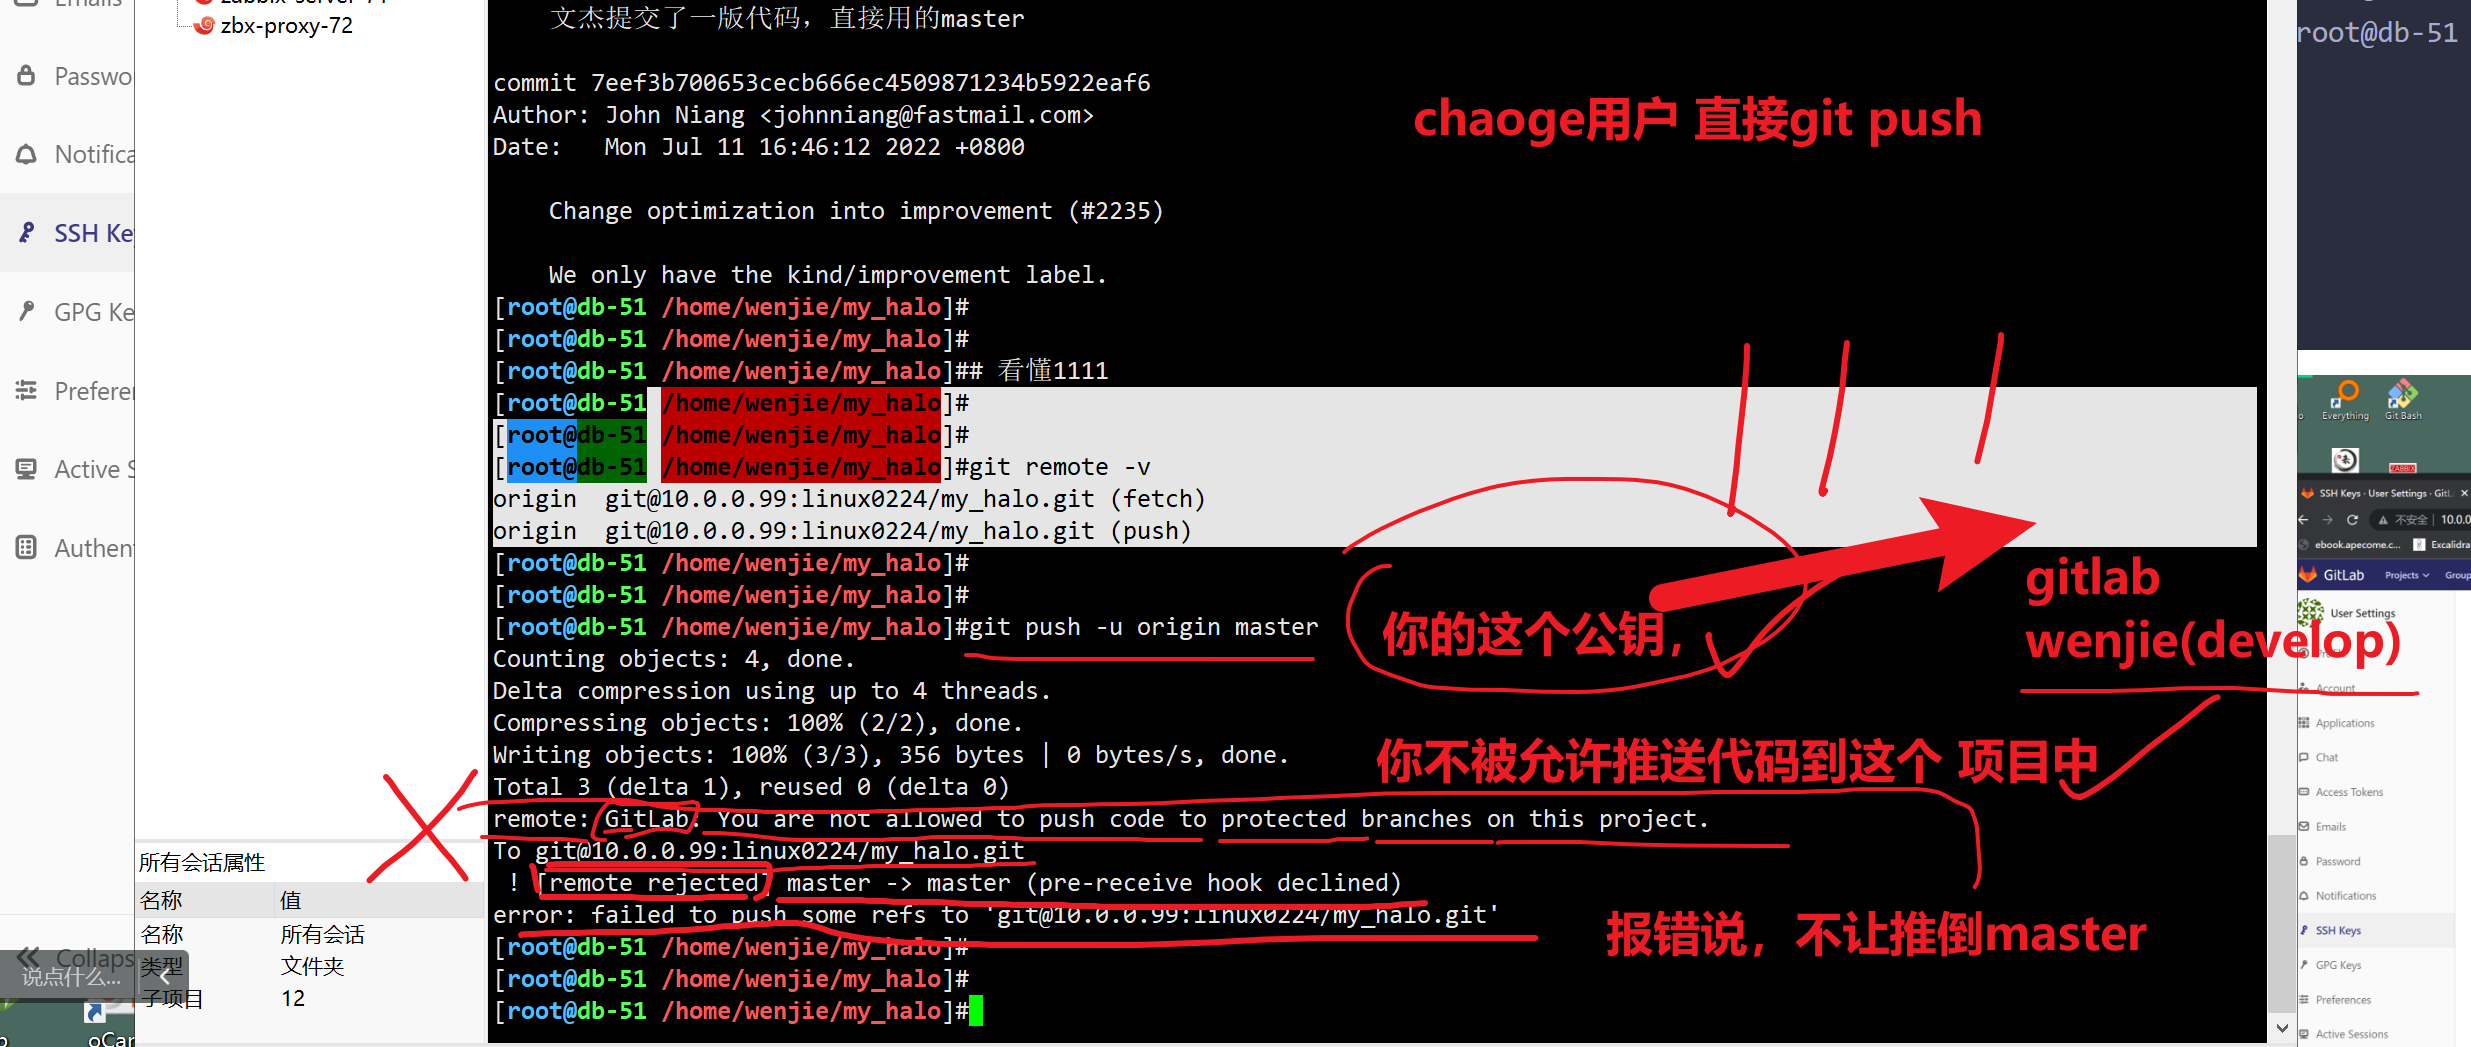 Emails
Passwo
Notifica
SSH Ke
GPG Ke
Preferen
Active S
Authen
Collaps
说点什么...
zabbix-server-71
zbx-proxy-72
所有会话属性
名称 值
名称 所有会话
类型 文件夹
子项目 12
文杰提交了一版代码，直接用的master
commit 7eef3b700653cecb666ec4509871234b5922eaf6
Author: John Niang <johnniang@fastmail.com>
Date:   Mon Jul 11 16:46:12 2022 +0800
Change optimization into improvement (#2235)
We only have the kind/improvement label.
[root@db-51 /home/wenjie/my_halo]#
[root@db-51 /home/wenjie/my_halo]#
[root@db-51 /home/wenjie/my_halo]## 看懂1111
[root@db-51 /home/wenjie/my_halo]#
[root@db-51 /home/wenjie/my_halo]#
[root@db-51 /home/wenjie/my_halo]#git remote -v
origin  git@10.0.0.99:linux0224/my_halo.git (fetch)
origin  git@10.0.0.99:linux0224/my_halo.git (push)
[root@db-51 /home/wenjie/my_halo]#
[root@db-51 /home/wenjie/my_halo]#
[root@db-51 /home/wenjie/my_halo]#git push -u origin master
Counting objects: 4, done.
Delta compression using up to 4 threads.
Compressing objects: 100% (2/2), done.
Writing objects: 100% (3/3), 356 bytes | 0 bytes/s, done.
Total 3 (delta 1), reused 0 (delta 0)
remote: GitLab: You are not allowed to push code to protected branches on this project.
To git@10.0.0.99:linux0224/my_halo.git
! [remote rejected] master -> master (pre-receive hook declined)
error: failed to push some refs to 'git@10.0.0.99:linux0224/my_halo.git'
[root@db-51 /home/wenjie/my_halo]#
[root@db-51 /home/wenjie/my_halo]#
[root@db-51 /home/wenjie/my_halo]#
chaoge用户 直接git push
你的这个公钥，
gitlab
wenjie(develop)
你不被允许推送代码到这个 项目中
报错说，不让推倒master
root@db-51
Everything
Git Bash
ZABBIX
SSH Keys · User Settings · GitL
不安全 | 10.0.0
ebook.apecome.c...
Excalidra
GitLab
Projects
Group
User Settings
Account
Applications
Chat
Access Tokens
Emails
Password
Notifications
SSH Keys
GPG Keys
Preferences
Active Sessions